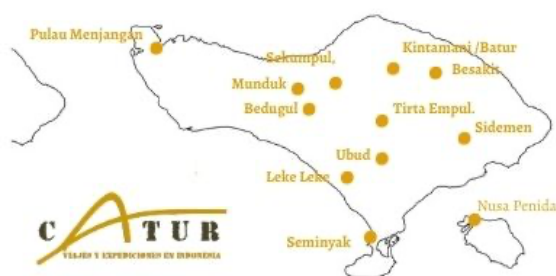 Pulau Menjangan
Kintamani /Batur
Sekumpul,
Besakit
Munduk
Bedugul
Tirta Empul.
Sidemen
Ubud
Leke Leke
Nusa Penida
Seminyak
CATUR
VIAJES Y EXPEDICIONES EN INDONESIA